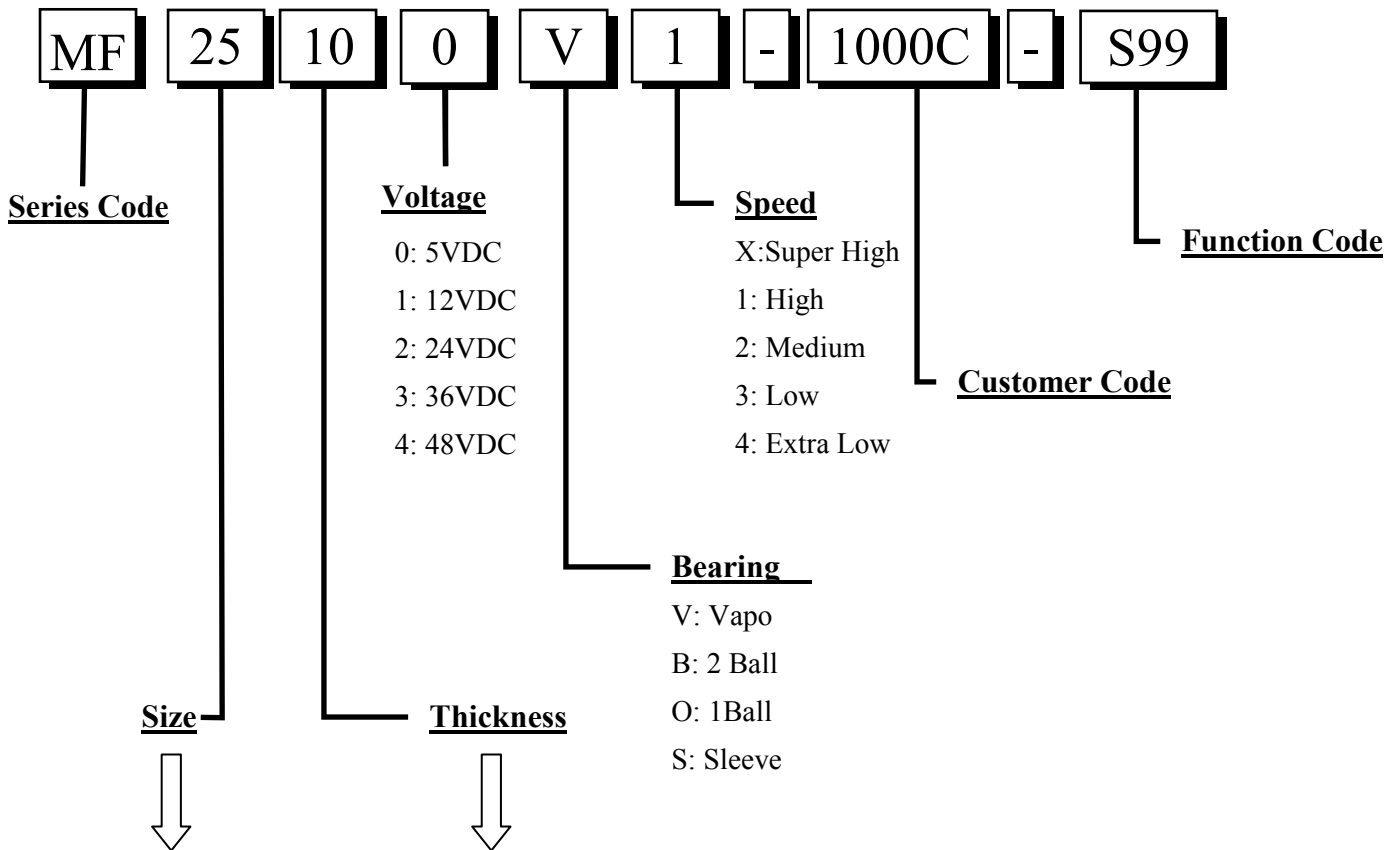 MF 25 10 0 V 1 - 1000C - S99
Series Code
Voltage
0: 5VDC
1: 12VDC
2: 24VDC
3: 36VDC
4: 48VDC
Speed
X:Super High
1: High
2: Medium
3: Low
4: Extra Low
Function Code
Customer Code
Bearing
V: Vapo
B: 2 Ball
O: 1Ball
S: Sleeve
Size
Thickness